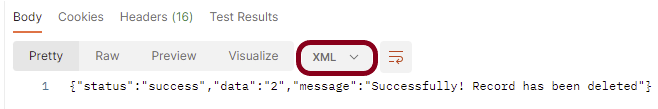 Body Cookies Headers (16) Test Results
Pretty Raw Preview Visualize XML
1 {"status":"success","data":"2","message":"Successfully! Record has been deleted"}